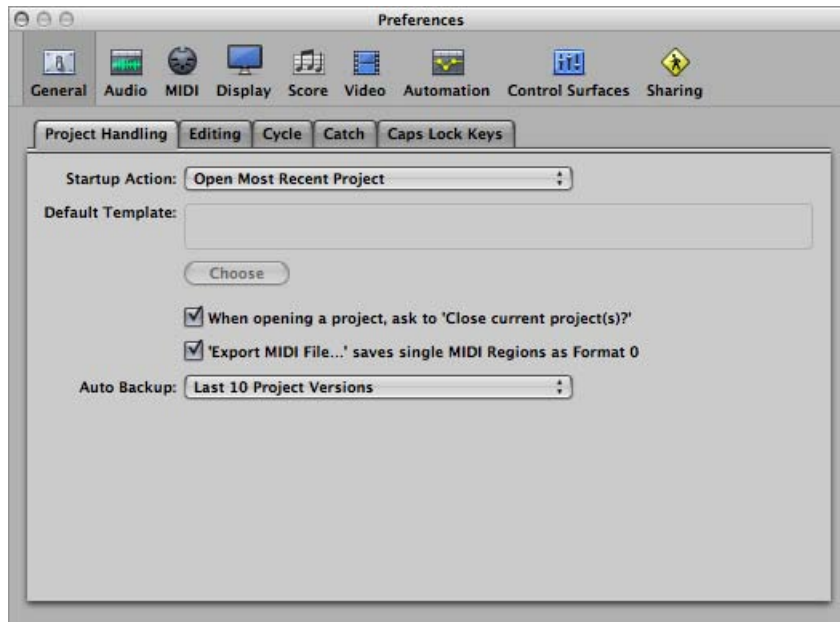 Preferences
General Audio MIDI Display Score Video Automation Control Surfaces Sharing
Project Handling Editing Cycle Catch Caps Lock Keys
Startup Action: Open Most Recent Project
Default Template:
Choose
When opening a project, ask to 'Close current project(s)?'
'Export MIDI File...' saves single MIDI Regions as Format 0
Auto Backup: Last 10 Project Versions